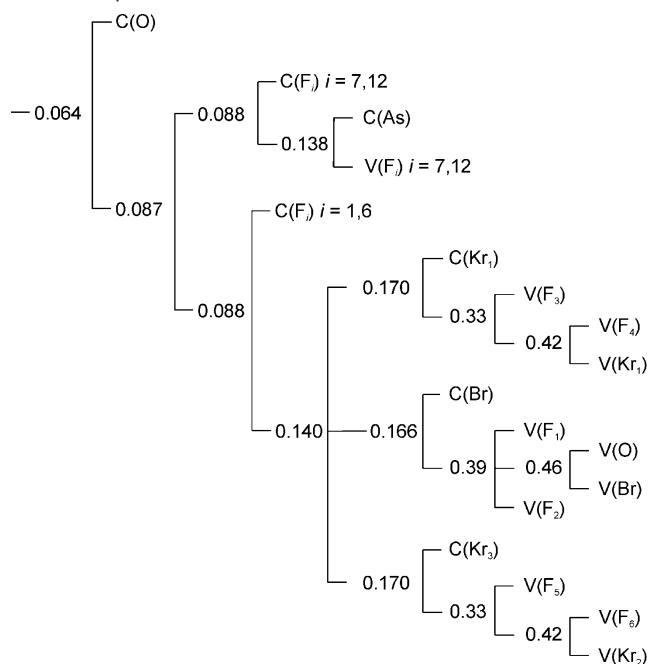 C(O)
0.064
C(Fᵢ) i = 7,12
0.088
C(As)
0.138
V(Fᵢ) i = 7,12
0.087
C(Fᵢ) i = 1,6
C(Kr₁)
0.170
V(F₃)
0.088
0.33
V(F₄)
0.42
V(Kr₁)
C(Br)
V(F₁)
0.140
0.166
V(O)
0.39
0.46
V(Br)
V(F₂)
C(Kr₃)
0.170
V(F₅)
0.33
V(F₆)
0.42
V(Kr₂)